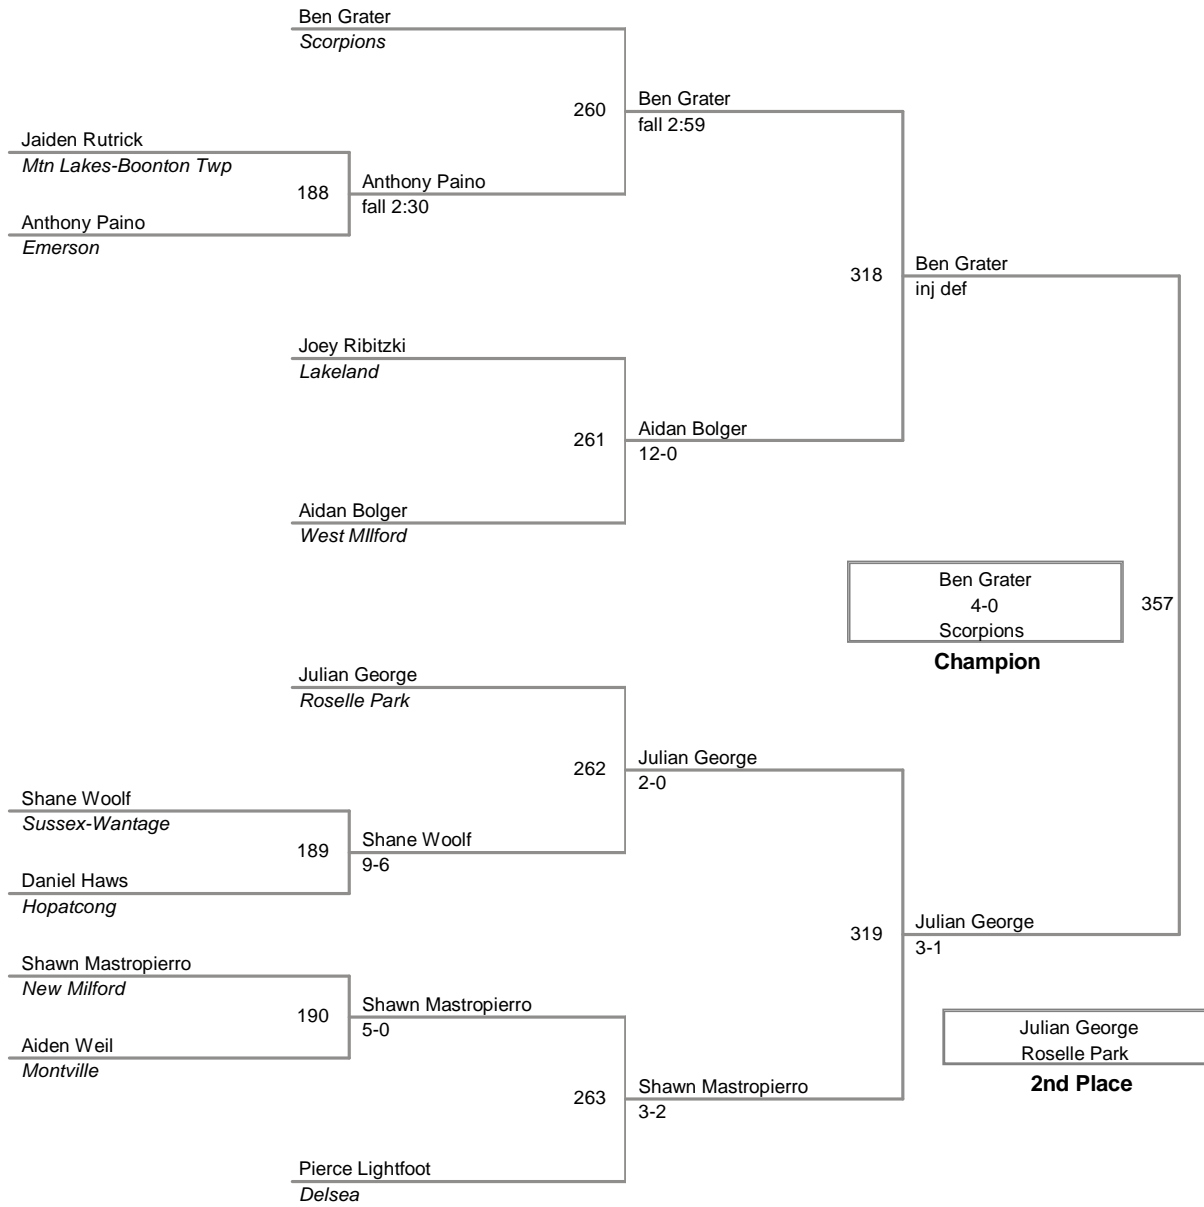 Ben Grater
Scorpions
260
Ben Grater
fall 2:59
Jaiden Rutrick
Mtn Lakes-Boonton Twp
188
Anthony Paino
fall 2:30
Anthony Paino
Emerson
318
Ben Grater
inj def
Joey Ribitzki
Lakeland
261
Aidan Bolger
12-0
Aidan Bolger
West MIlford
Ben Grater
4-0
Scorpions
Champion
357
Julian George
Roselle Park
262
Julian George
2-0
Shane Woolf
Sussex-Wantage
189
Shane Woolf
9-6
Daniel Haws
Hopatcong
319
Julian George
3-1
Shawn Mastropierro
New Milford
190
Shawn Mastropierro
5-0
Aiden Weil
Montville
Julian George
Roselle Park
2nd Place
263
Shawn Mastropierro
3-2
Pierce Lightfoot
Delsea